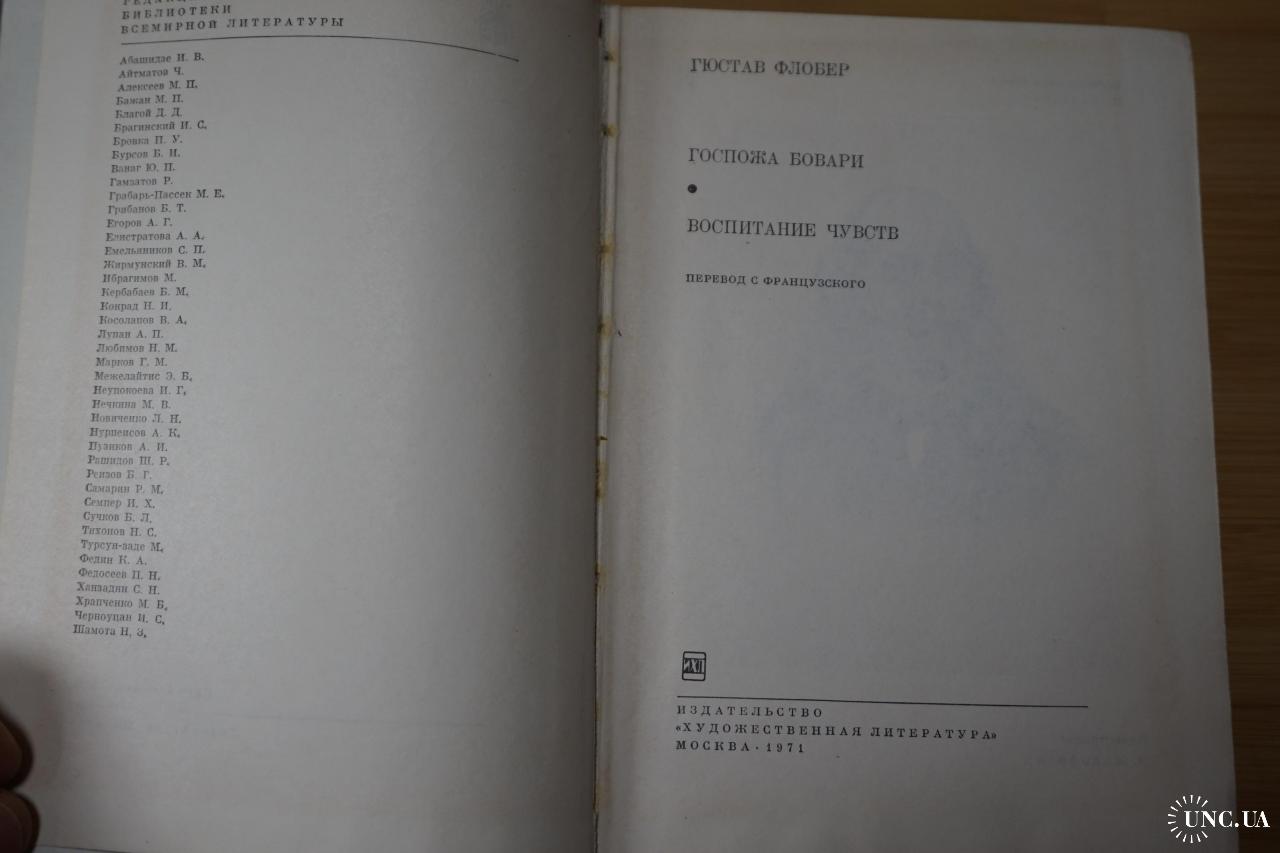 БИБЛИОТЕКИ
ВСЕМИРНОЙ ЛИТЕРАТУРЫ
Абашидзе И. В.
Айтматов Ч.
Алексеев М. П.
Бажан М. П.
Благой Д. Д.
Брагинский И. С.
Бровка П. У.
Бурсов Б. И.
Ванаг Ю. П.
Гамзатов Р.
Грабарь-Пассек М. Е.
Грибанов Б. Т.
Егоров А. Г.
Елистратова А. А.
Емельяников С. П.
Жирмунский В. М.
Ибрагимов М.
Кербабаев Б. М.
Конрад Н. И.
Косолапов В. А.
Лупан А. П.
Любимов Н. М.
Марков Г. М.
Межелайтис Э. Б.
Неупокоева И. Г.
Нечкина М. В.
Новиченко Л. Н.
Нурпеисов А. К.
Пузиков А. И.
Рашидов Ш. Р.
Реизов Б. Г.
Самарин Р. М.
Семпер И. Х.
Сучков Б. Л.
Тихонов Н. С.
Турсун-заде М.
Федин К. А.
Федосеев П. Н.
Ханзадян С. Н.
Храпченко М. Б.
Черноуцан И. С.
Шамота Н. З.
ГЮСТАВ ФЛОБЕР
ГОСПОЖА БОВАРИ
•
ВОСПИТАНИЕ ЧУВСТВ
ПЕРЕВОД С ФРАНЦУЗСКОГО
ИЗДАТЕЛЬСТВО
«ХУДОЖЕСТВЕННАЯ ЛИТЕРАТУРА»
МОСКВА · 1971
UNC.UA